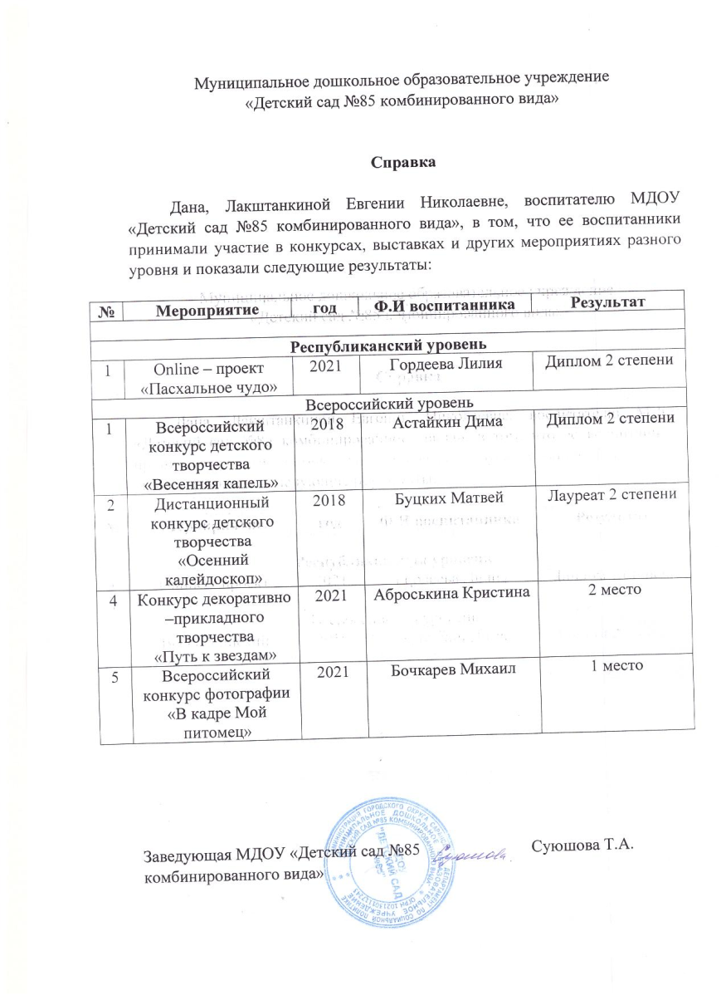 Муниципальное дошкольное образовательное учреждение
«Детский сад №85 комбинированного вида»
Справка
Дана, Лакштанкиной Евгении Николаевне, воспитателю МДОУ
«Детский сад №85 комбинированного вида», в том, что ее воспитанники
принимали участие в конкурсах, выставках и других мероприятиях разного
уровня и показали следующие результаты:
№ Мероприятие год Ф.И воспитанника Результат
Республиканский уровень
1 Online – проект 2021 Гордеева Лилия Диплом 2 степени
«Пасхальное чудо»
Всероссийский уровень
1 Всероссийский 2018 Астайкин Дима Диплом 2 степени
конкурс детского
творчества
«Весенняя капель»
2 Дистанционный 2018 Буцких Матвей Лауреат 2 степени
конкурс детского
творчества
«Осенний
калейдоскоп»
4 Конкурс декоративно 2021 Аброськина Кристина 2 место
–прикладного
творчества
«Путь к звездам»
5 Всероссийский 2021 Бочкарев Михаил 1 место
конкурс фотографии
«В кадре Мой
питомец»
Заведующая МДОУ «Детский сад №85 Суюшова Суюшова Т.А.
комбинированного вида»
"ДЕТСКИЙ САД